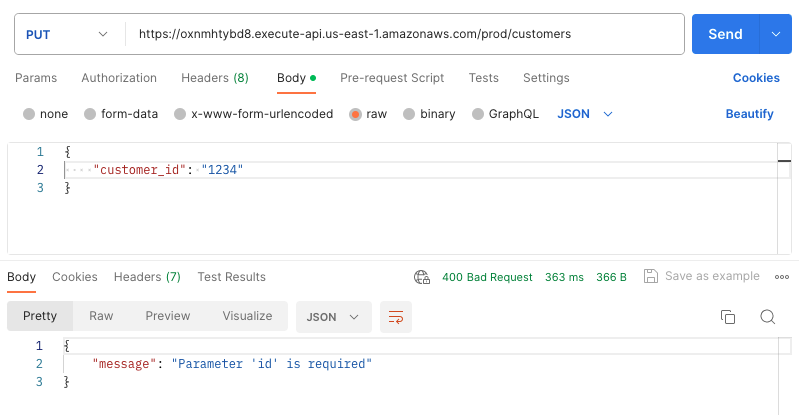 PUT https://oxnmhtybd8.execute-api.us-east-1.amazonaws.com/prod/customers Send
Params Authorization Headers (8) Body Pre-request Script Tests Settings Cookies
none form-data x-www-form-urlencoded raw binary GraphQL JSON Beautify
1 {
2 "customer_id": "1234"
3 }
Body Cookies Headers (7) Test Results 400 Bad Request 363 ms 366 B Save as example
Pretty Raw Preview Visualize JSON
1 {
2 "message": "Parameter 'id' is required"
3 }